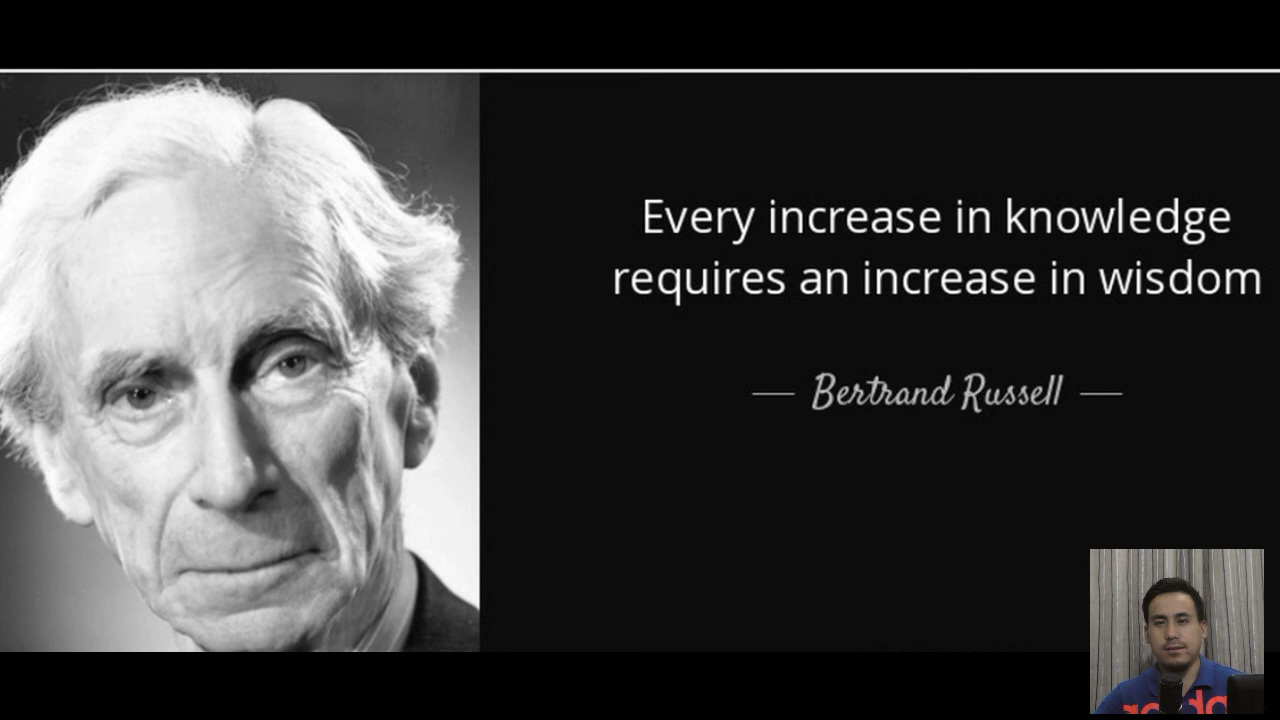 Every increase in knowledge
requires an increase in wisdom
— Bertrand Russell —